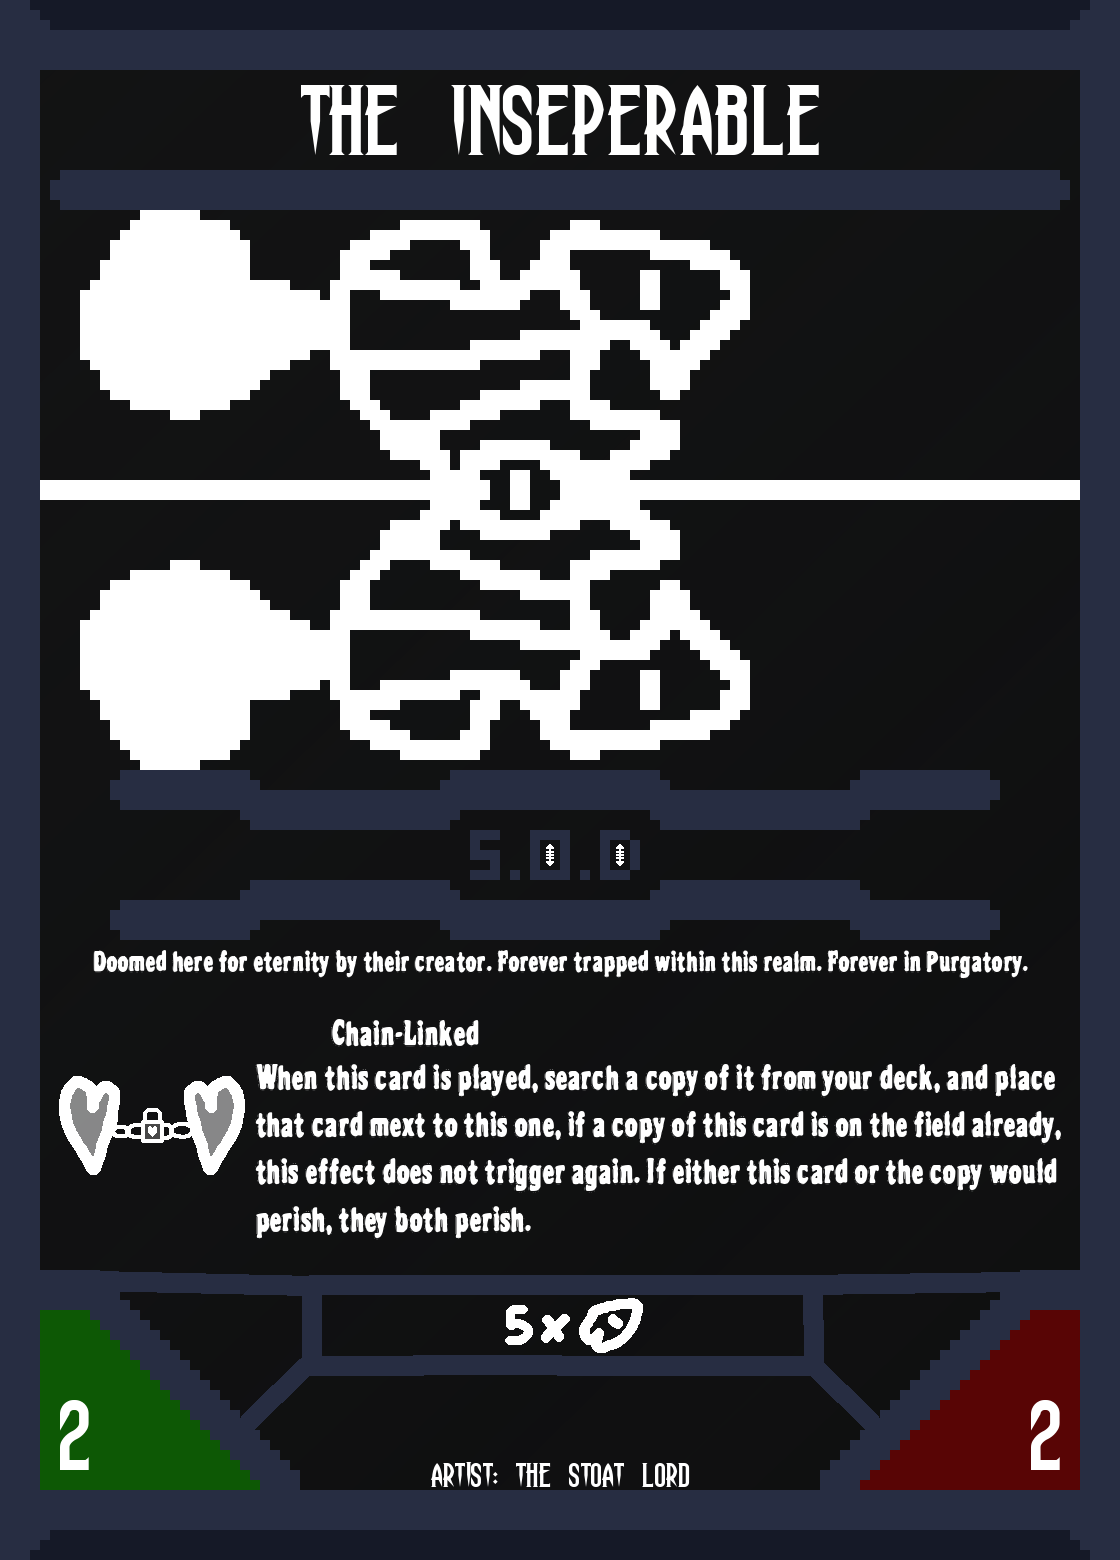 THE INSEPERABLE
S.O.D
Doomed here for eternity by their creator. Forever trapped within this realm. Forever in Purgatory.
Chain-Linked
When this card is played, search a copy of it from your deck, and place
that card mext to this one, if a copy of this card is on the field already,
this effect does not trigger again. If either this card or the copy would
perish, they both perish.
5x
2
2
ARTIST: THE STOAT LORD